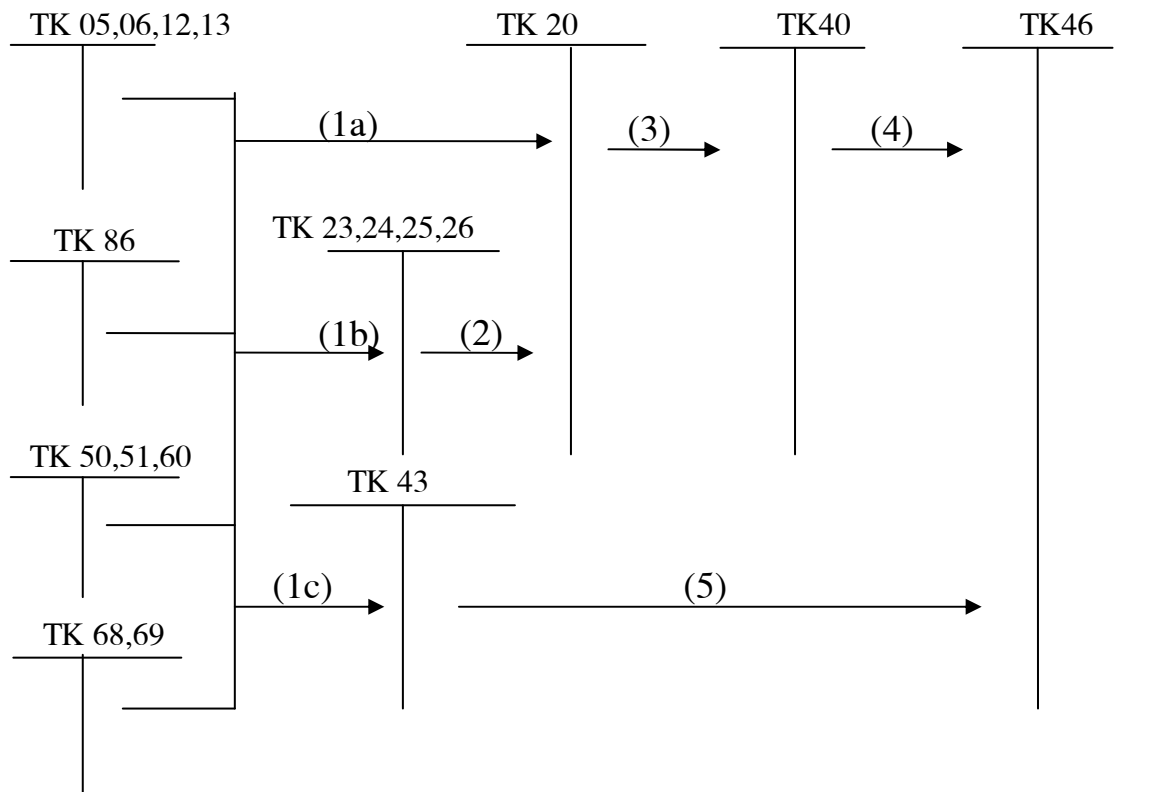 TK 05,06,12,13
TK 20
TK40
TK46
(1a)
(3)
(4)
TK 23,24,25,26
TK 86
(1b)
(2)
TK 50,51,60
TK 43
(1c)
(5)
TK 68,69